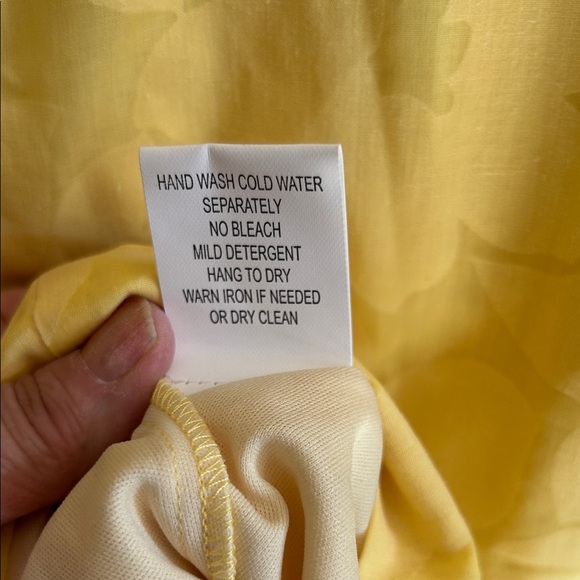 HAND WASH COLD WATER
SEPARATELY
NO BLEACH
MILD DETERGENT
HANG TO DRY
WARN IRON IF NEEDED
OR DRY CLEAN